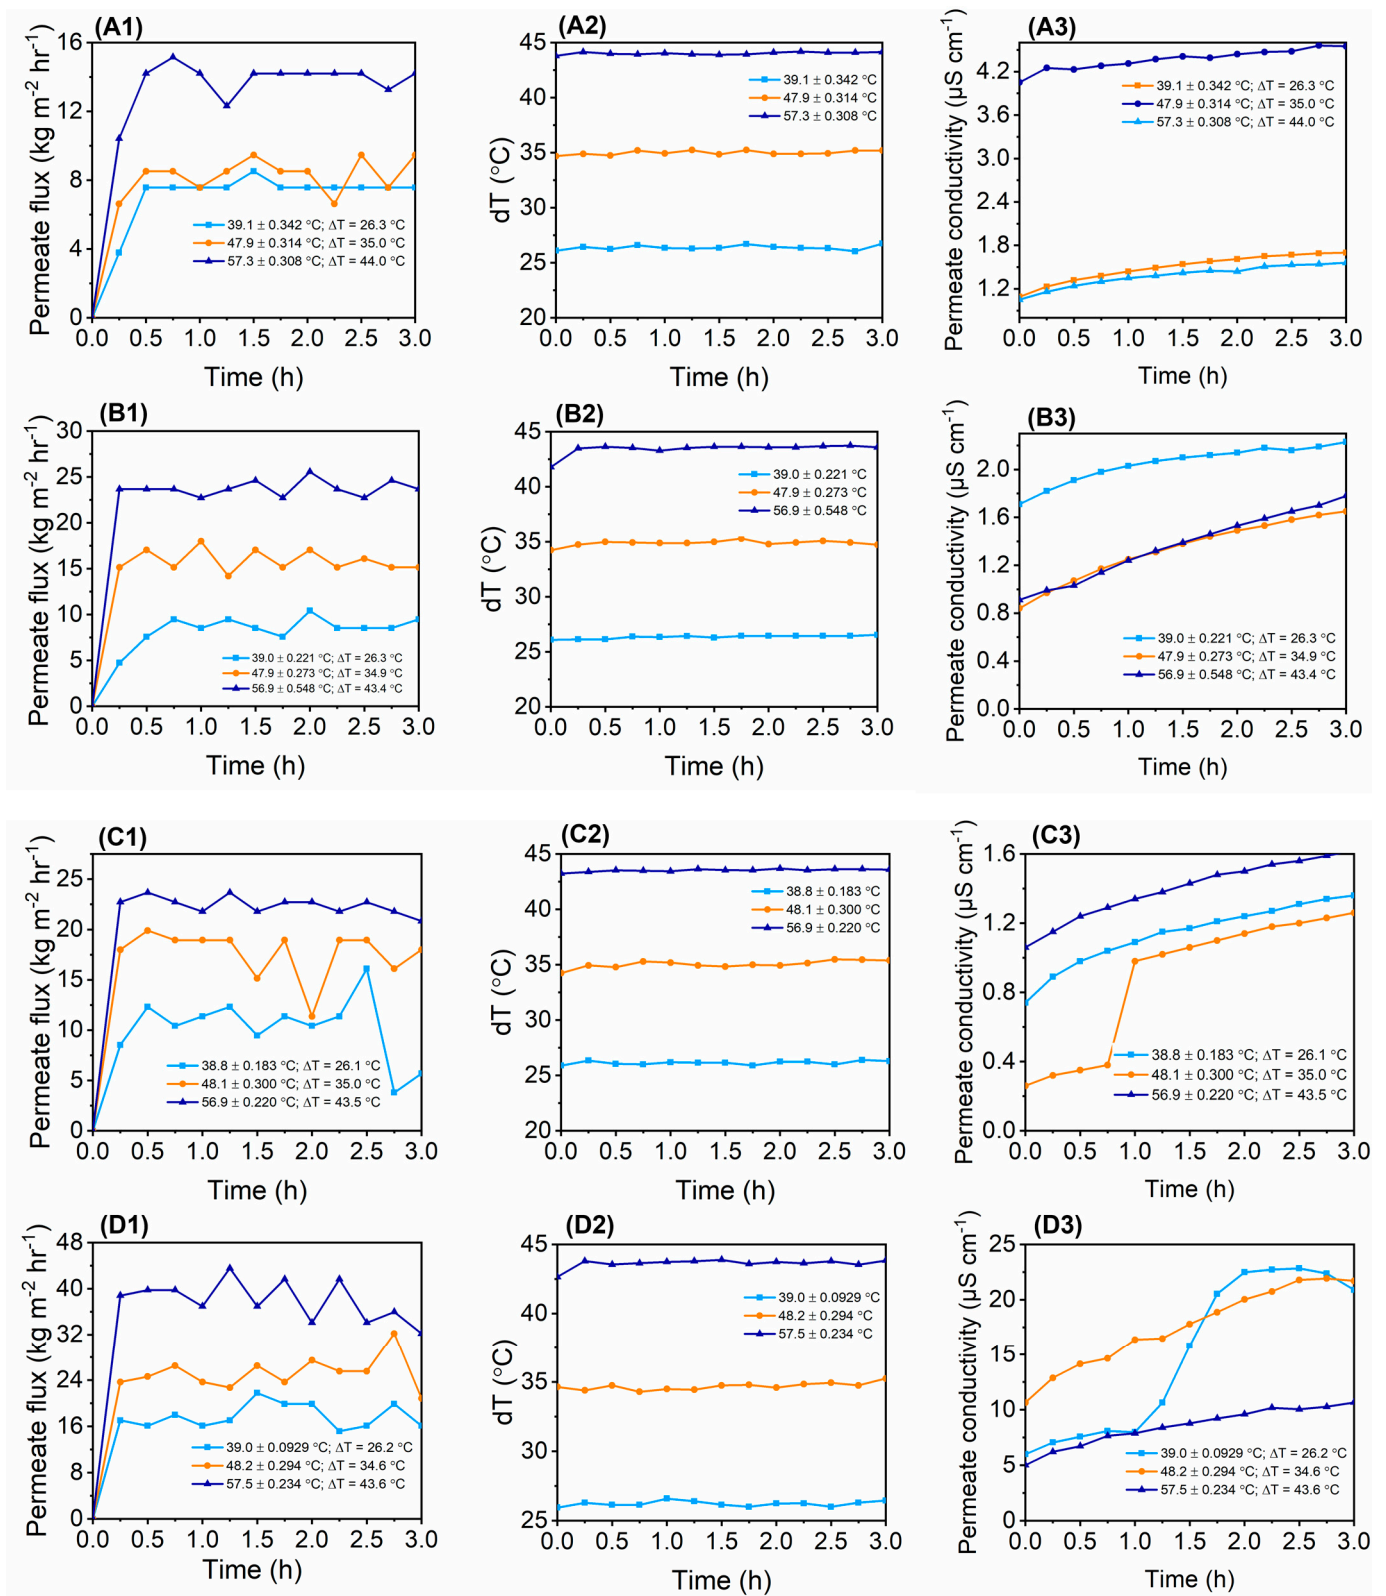 (A1)
Permeate flux (kg m-2 hr-1)
16
12
8
4
0
39.1 ± 0.342 °C; ΔT = 26.3 °C
47.9 ± 0.314 °C; ΔT = 35.0 °C
57.3 ± 0.308 °C; ΔT = 44.0 °C
0.0 0.5 1.0 1.5 2.0 2.5 3.0
Time (h)
(A2)
dT (°C)
45
40
35
30
25
20
39.1 ± 0.342 °C
47.9 ± 0.314 °C
57.3 ± 0.308 °C
0.0 0.5 1.0 1.5 2.0 2.5 3.0
Time (h)
(A3)
Permeate conductivity (µS cm-1)
4.2
3.6
3.0
2.4
1.8
1.2
39.1 ± 0.342 °C; ΔT = 26.3 °C
47.9 ± 0.314 °C; ΔT = 35.0 °C
57.3 ± 0.308 °C; ΔT = 44.0 °C
0.0 0.5 1.0 1.5 2.0 2.5 3.0
Time (h)
(B1)
Permeate flux (kg m-2 hr-1)
30
25
20
15
10
5
0
39.0 ± 0.221 °C; ΔT = 26.3 °C
47.9 ± 0.273 °C; ΔT = 34.9 °C
56.9 ± 0.548 °C; ΔT = 43.4 °C
0.0 0.5 1.0 1.5 2.0 2.5 3.0
Time (h)
(B2)
dT (°C)
45
40
35
30
25
20
39.0 ± 0.221 °C
47.9 ± 0.273 °C
56.9 ± 0.548 °C
0.0 0.5 1.0 1.5 2.0 2.5 3.0
Time (h)
(B3)
Permeate conductivity (µS cm-1)
2.0
1.6
1.2
0.8
0.4
0.0
39.0 ± 0.221 °C; ΔT = 26.3 °C
47.9 ± 0.273 °C; ΔT = 34.9 °C
56.9 ± 0.548 °C; ΔT = 43.4 °C
0.0 0.5 1.0 1.5 2.0 2.5 3.0
Time (h)
(C1)
Permeate flux (kg m-2 hr-1)
25
20
15
10
5
0
38.8 ± 0.183 °C; ΔT = 26.1 °C
48.1 ± 0.300 °C; ΔT = 35.0 °C
56.9 ± 0.220 °C; ΔT = 43.5 °C
0.0 0.5 1.0 1.5 2.0 2.5 3.0
Time (h)
(C2)
dT (°C)
45
40
35
30
25
20
38.8 ± 0.183 °C
48.1 ± 0.300 °C
56.9 ± 0.220 °C
0.0 0.5 1.0 1.5 2.0 2.5 3.0
Time (h)
(C3)
Permeate conductivity (µS cm-1)
1.6
1.2
0.8
0.4
0.0
38.8 ± 0.183 °C; ΔT = 26.1 °C
48.1 ± 0.300 °C; ΔT = 35.0 °C
56.9 ± 0.220 °C; ΔT = 43.5 °C
0.0 0.5 1.0 1.5 2.0 2.5 3.0
Time (h)
(D1)
Permeate flux (kg m-2 hr-1)
48
40
32
24
16
8
0
39.0 ± 0.0929 °C; ΔT = 26.2 °C
48.2 ± 0.294 °C; ΔT = 34.6 °C
57.5 ± 0.234 °C; ΔT = 43.6 °C
0.0 0.5 1.0 1.5 2.0 2.5 3.0
Time (h)
(D2)
dT (°C)
45
40
35
30
25
39.0 ± 0.0929 °C
48.2 ± 0.294 °C
57.5 ± 0.234 °C
0.0 0.5 1.0 1.5 2.0 2.5 3.0
Time (h)
(D3)
Permeate conductivity (µS cm-1)
25
20
15
10
5
0
39.0 ± 0.0929 °C; ΔT = 26.2 °C
48.2 ± 0.294 °C; ΔT = 34.6 °C
57.5 ± 0.234 °C; ΔT = 43.6 °C
0.0 0.5 1.0 1.5 2.0 2.5 3.0
Time (h)